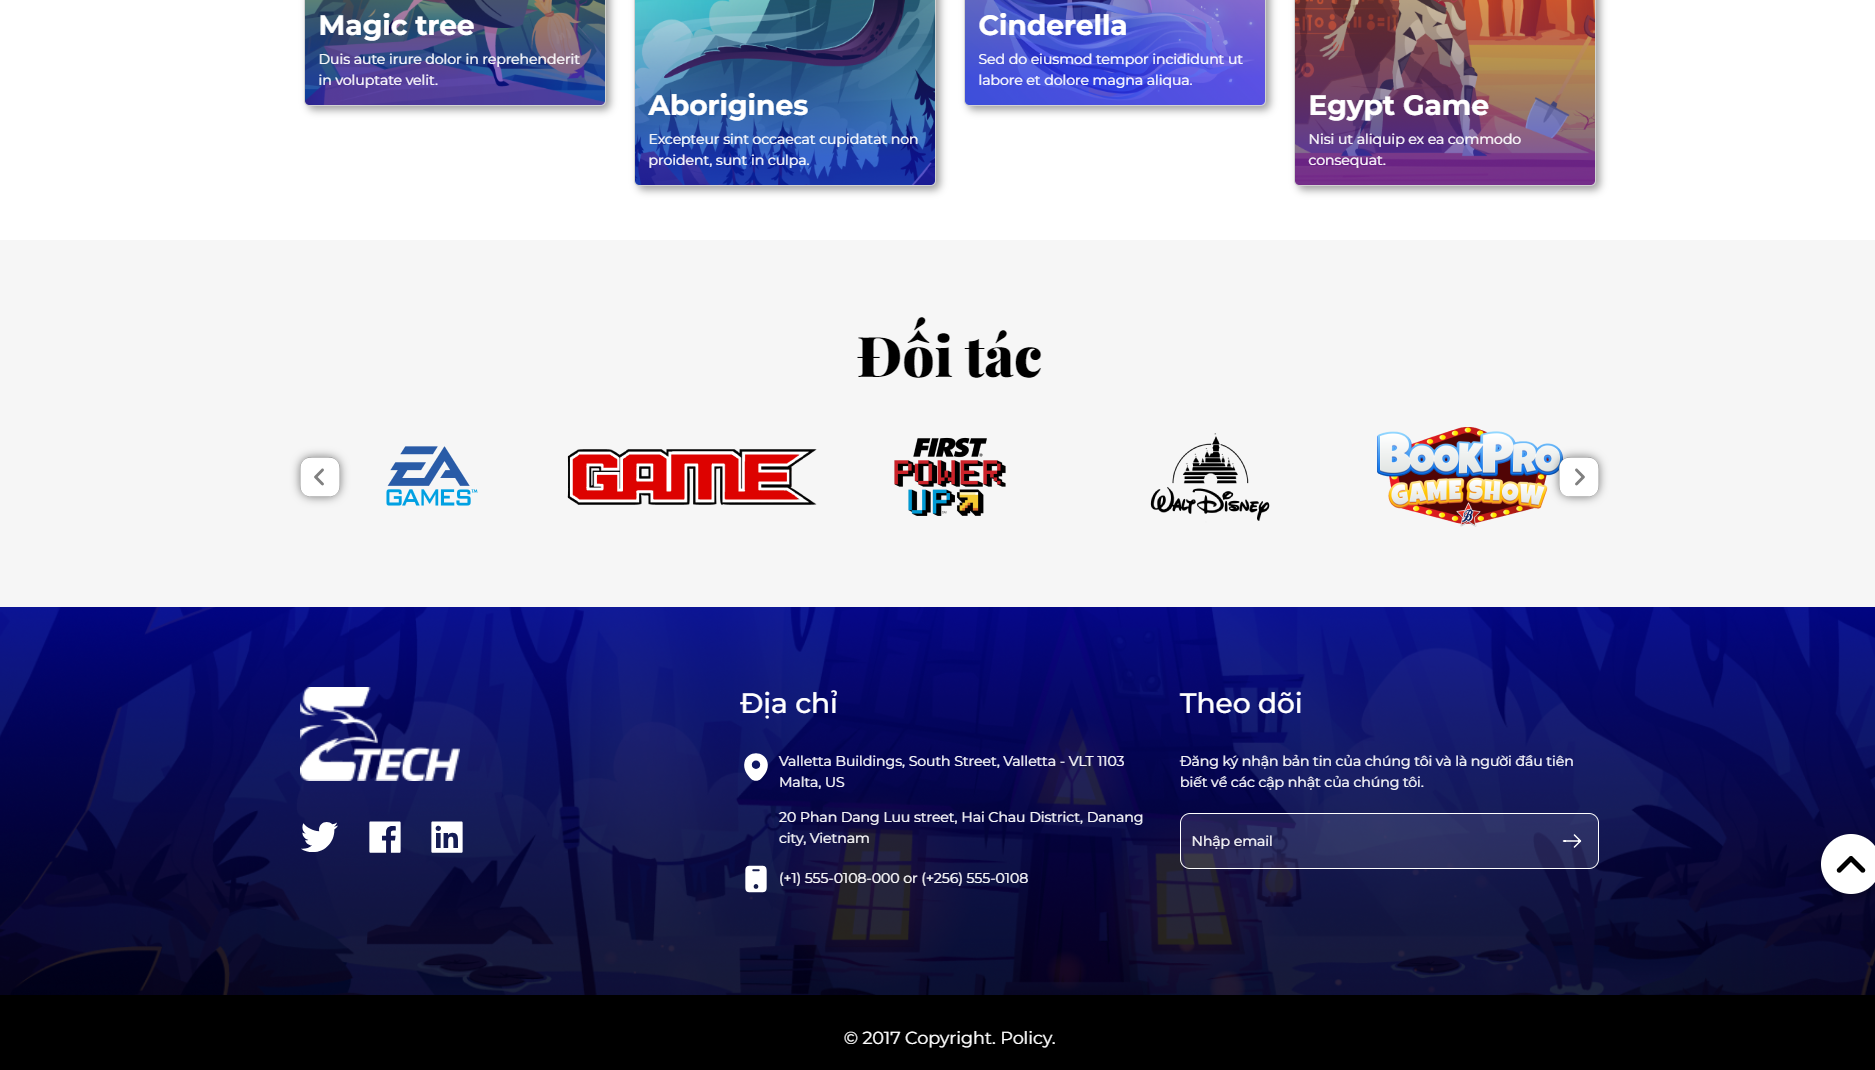 Magic tree
Duis aute irure dolor in reprehenderit
in voluptate velit.
Aborigines
Excepteur sint occaecat cupidatat non
proident, sunt in culpa.
Cinderella
Sed do eiusmod tempor incididunt ut
labore et dolore magna aliqua.
Egypt Game
Nisi ut aliquip ex ea commodo
consequat.
Đối tác
EA
GAMES™
GAME
FIRST
POWER
UP
WALT DISNEY
BOOKPRO
GAME SHOW
B
TECH
Địa chỉ
Valletta Buildings, South Street, Valletta - VLT 1103
Malta, US
20 Phan Dang Luu street, Hai Chau District, Danang
city, Vietnam
(+1) 555-0108-000 or (+256) 555-0108
Theo dõi
Đăng ký nhận bản tin của chúng tôi và là người đầu tiên
biết về các cập nhật của chúng tôi.
Nhập email
© 2017 Copyright. Policy.